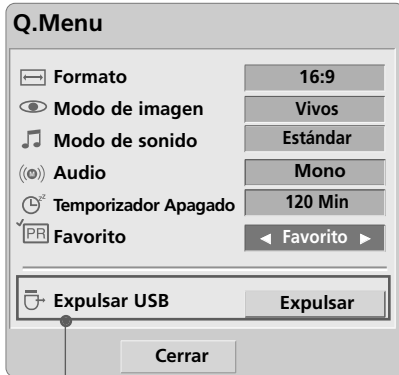 Q.Menu
Formato 16:9
Modo de imagen Vivos
Modo de sonido Estándar
Audio Mono
Temporizador Apagado 120 Min
PR Favorito ◄ Favorito ►
Expulsar USB Expulsar
Cerrar